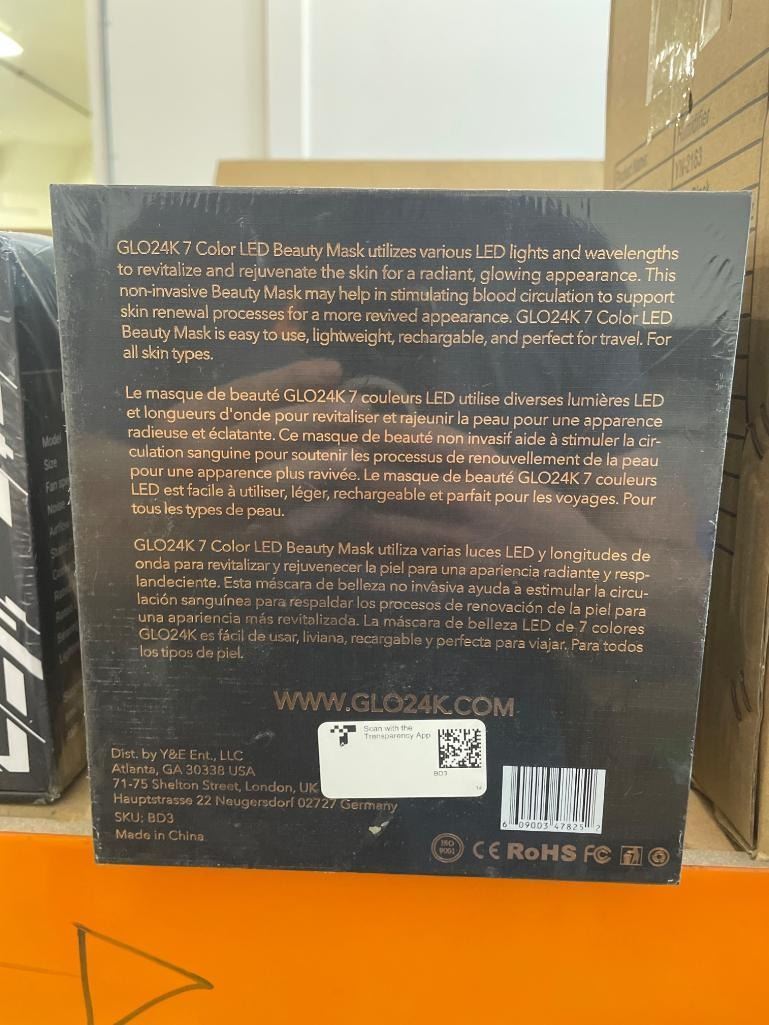 GLO24K 7 Color LED Beauty Mask utilizes various LED lights and wavelengths
to revitalize and rejuvenate the skin for a radiant, glowing appearance. This
non-invasive Beauty Mask may help in stimulating blood circulation to support
skin renewal processes for a more revived appearance. GLO24K 7 Color LED
Beauty Mask is easy to use, lightweight, rechargable, and perfect for travel. For
all skin types.
Le masque de beauté GLO24K 7 couleurs LED utilise diverses lumières LED
et longueurs d'onde pour revitaliser et rajeunir la peau pour une apparence
radieuse et éclatante. Ce masque de beauté non invasif aide à stimuler la cir-
culation sanguine pour soutenir les processus de renouvellement de la peau
pour une apparence plus ravivée. Le masque de beauté GLO24K 7 couleurs
LED est facile à utiliser, léger, rechargeable et parfait pour les voyages. Pour
tous les types de peau.
GLO24K 7 Color LED Beauty Mask utiliza varias luces LED y longitudes de
onda para revitalizar y rejuvenecer la piel para una apariencia radiante y resp-
landeciente. Esta máscara de belleza no invasiva ayuda a estimular la circu-
lación sanguínea para respaldar los procesos de renovación de la piel para
una apariencia más revitalizada. La máscara de belleza LED de 7 colores
GLO24K es fácil de usar, liviana, recargable y perfecta para viajar. Para todos
los tipos de piel.
WWW.GLO24K.COM
Scan with the
Transparency App
BD3
Dist. by Y&E Ent., LLC
Atlanta, GA 30338 USA
71-75 Shelton Street, London, UK
Hauptstrasse 22 Neugersdorf 02727 Germany
SKU: BD3
Made in China
6 09003 47825 2
ISO
9001
CE RoHS FC
Model
Size
Fan
Noise
VN-2163